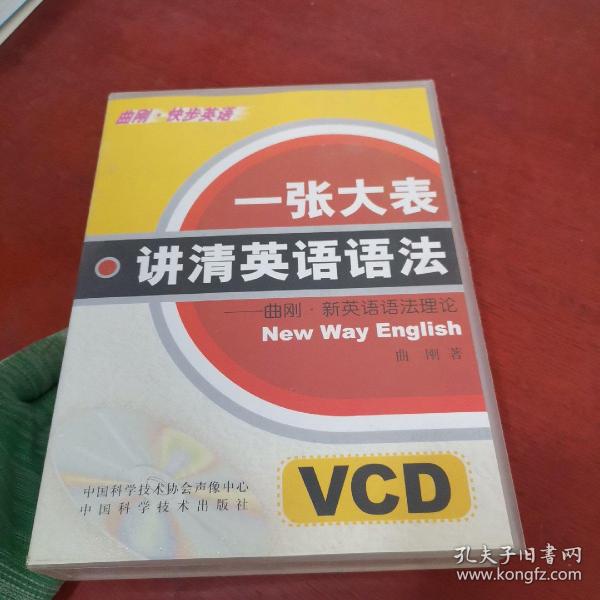 曲刚·快步英语
一张大表
讲清英语语法
——曲刚·新英语语法理论
New Way English
曲 刚 著
VCD
中国科学技术协会声像中心
中国科学技术出版社
孔夫子旧书网
www.kongfz.com